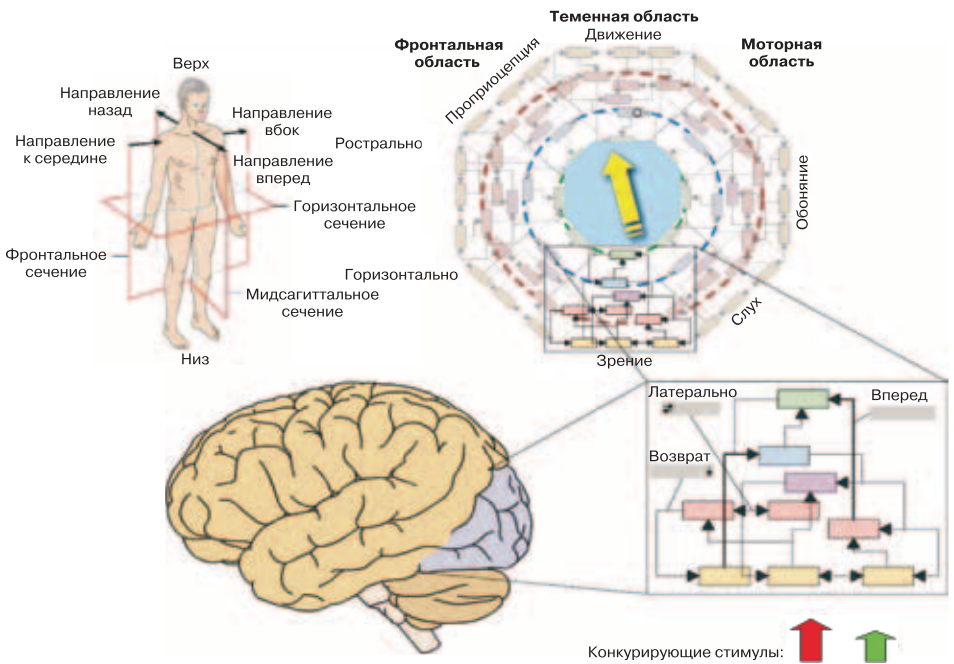 Теменная область
Движение
Фронтальная
область
Моторная
область
Проприоцепция
Верх
Направление
назад
Направление
вбок
Направление
к середине
Направление
вперед
Рострально
Обоняние
Горизонтальное
сечение
Фронтальное
сечение
Горизонтально
Мидсагиттальное
сечение
Слух
Низ
Зрение
Латерально
Вперед
Возврат
Конкурирующие стимулы: